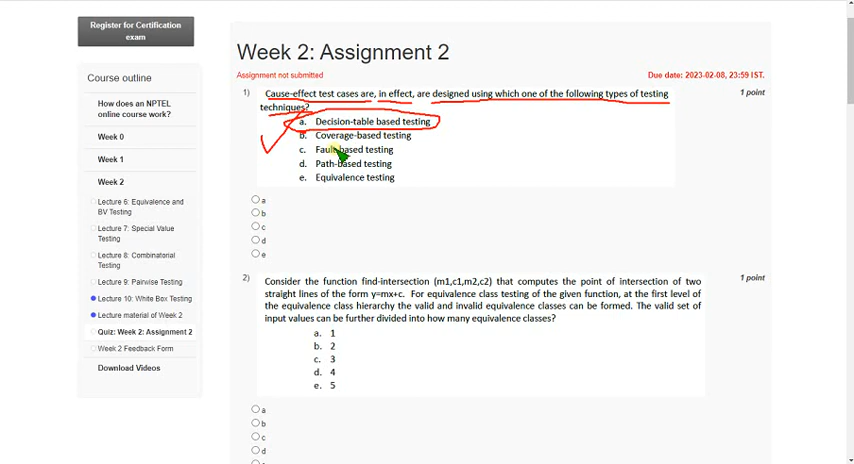 Register for Certification
exam
Course outline
How does an NPTEL
online course work?
Week 0
Week 1
Week 2
Lecture 6: Equivalence and
BV Testing
Lecture 7: Special Value
Testing
Lecture 8: Combinatorial
Testing
Lecture 9: Pairwise Testing
Lecture 10: White Box Testing
Lecture material of Week 2
Quiz: Week 2: Assignment 2
Week 2 Feedback Form
Download Videos
Week 2: Assignment 2
Assignment not submitted
Due date: 2023-02-08, 23:59 IST.
1) Cause-effect test cases are, in effect, are designed using which one of the following types of testing
techniques?
1 point
a. Decision-table based testing
b. Coverage-based testing
c. Fault-based testing
d. Path-based testing
e. Equivalence testing
a
b
c
d
e
2) Consider the function find-intersection (m1,c1,m2,c2) that computes the point of intersection of two
1 point
straight lines of the form y=mx+c. For equivalence class testing of the given function, at the first level of
the equivalence class hierarchy the valid and invalid equivalence classes can be formed. The valid set of
input values can be further divided into how many equivalence classes?
a. 1
b. 2
c. 3
d. 4
e. 5
a
b
c
d